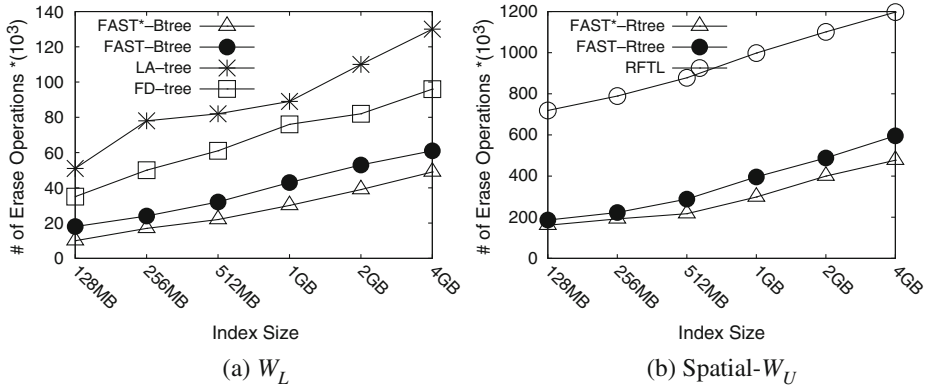 # of Erase Operations *(10³)
140
120
100
80
60
40
20
0
FAST*–Btree
FAST–Btree
LA–tree
FD–tree
128MB
256MB
512MB
1GB
2GB
4GB
Index Size
(a) W_L
# of Erase Operations *(10³)
1200
1000
800
600
400
200
0
FAST*–Rtree
FAST–Rtree
RFTL
128MB
256MB
512MB
1GB
2GB
4GB
Index Size
(b) Spatial-W_U